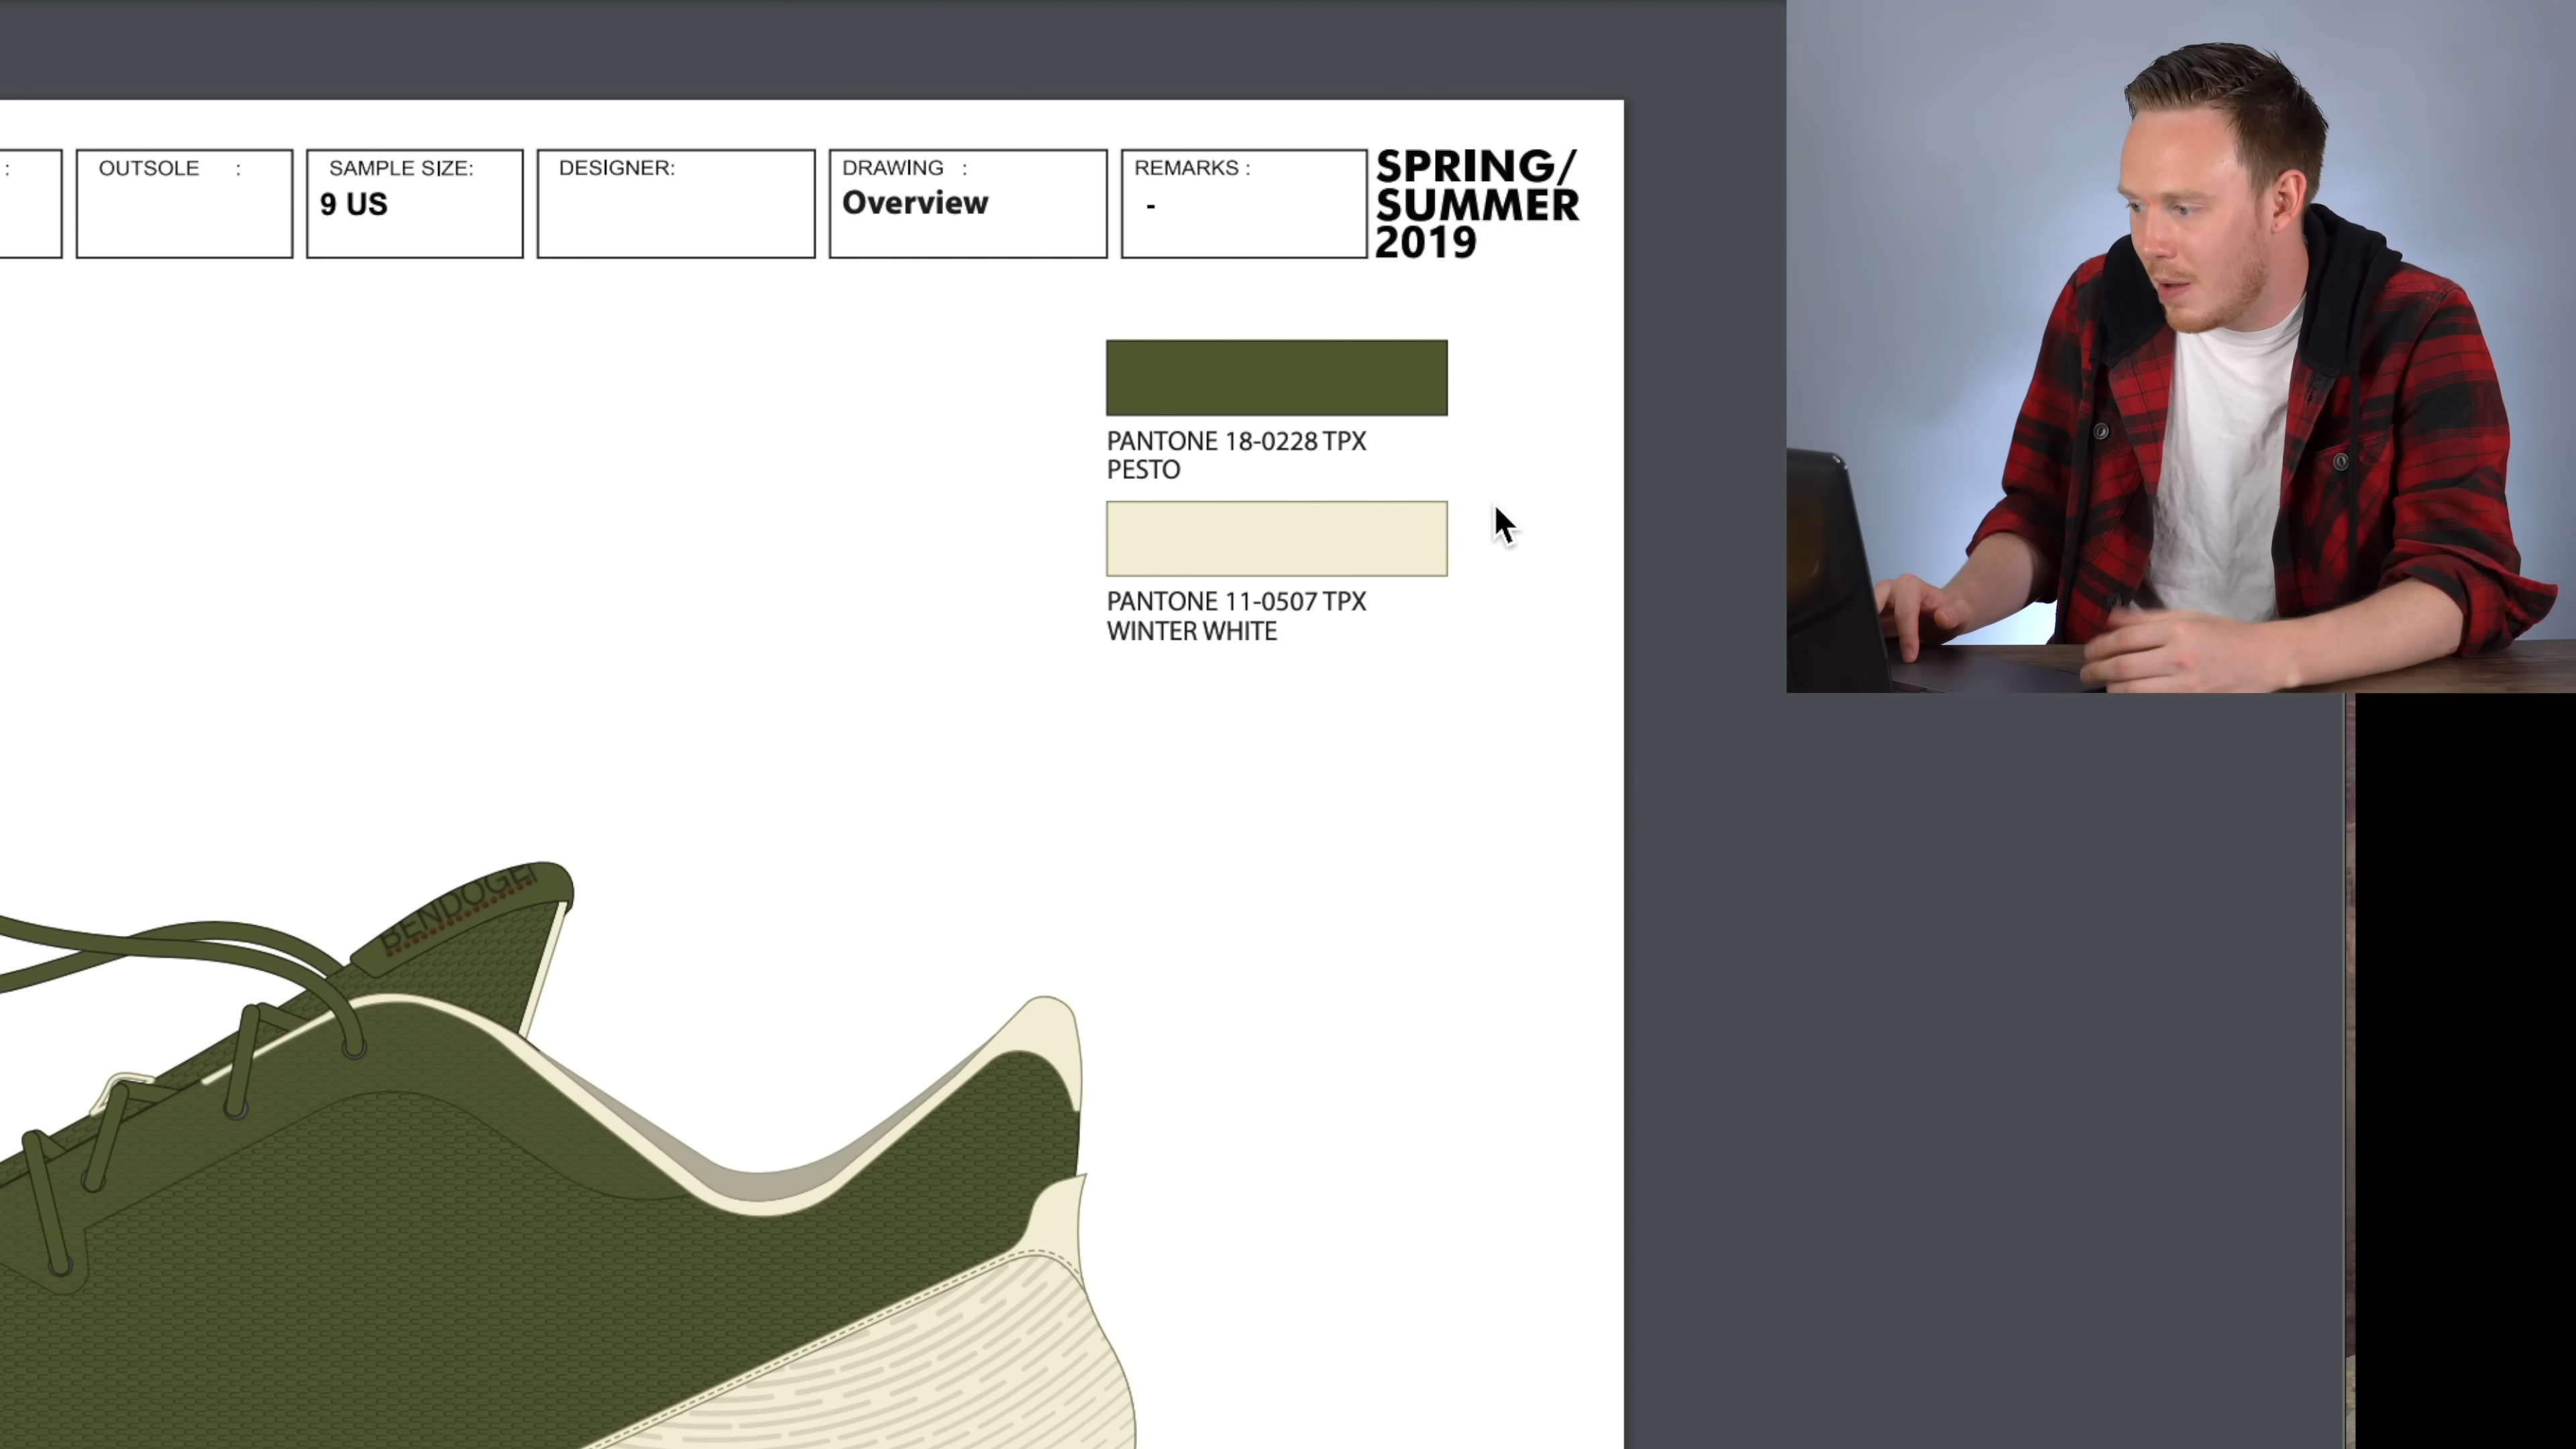 :
OUTSOLE :
SAMPLE SIZE:
9 US
DESIGNER:
DRAWING :
Overview
REMARKS :
-
SPRING/
SUMMER
2019
PANTONE 18-0228 TPX
PESTO
PANTONE 11-0507 TPX
WINTER WHITE